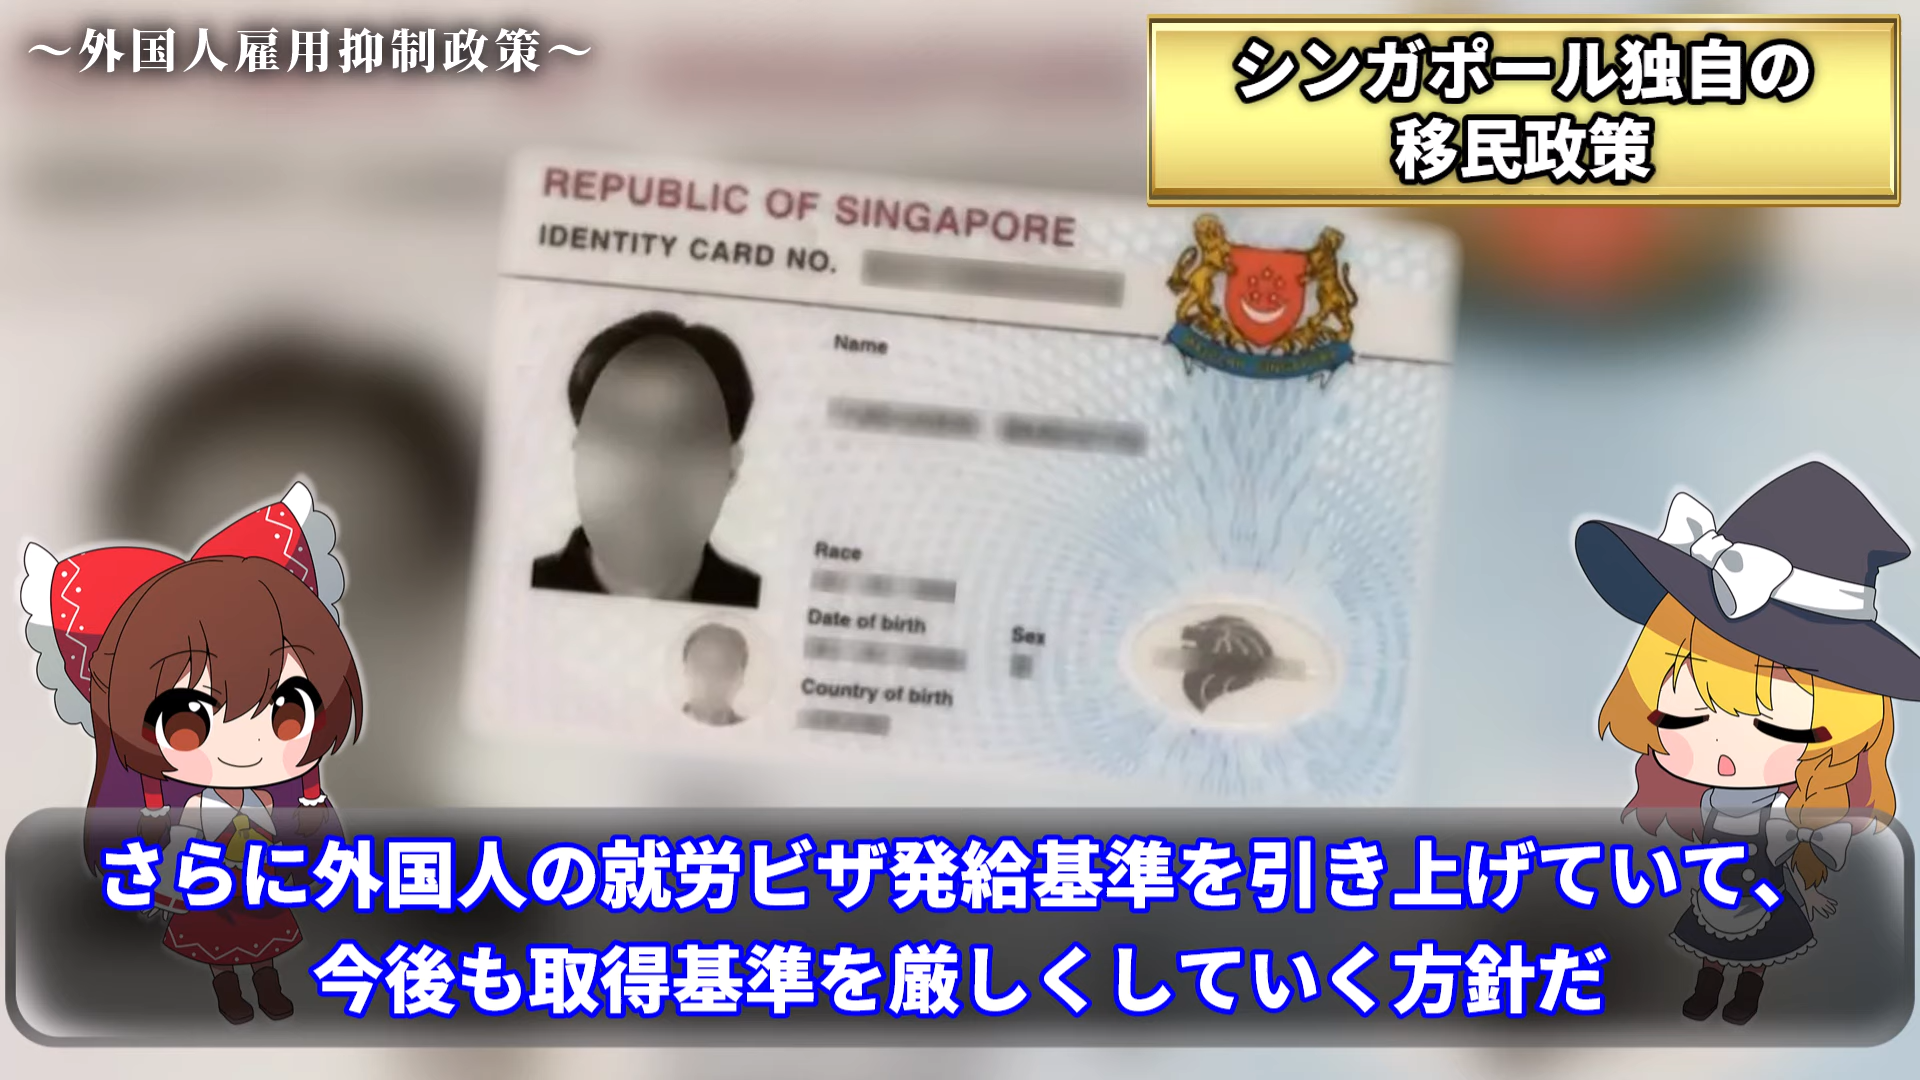 ～外国人雇用抑制政策～
シンガポール独自の
移民政策
REPUBLIC OF SINGAPORE
IDENTITY CARD NO.
Name
Race
Date of birth
Sex
Country of birth
さらに外国人の就労ビザ発給基準を引き上げていて、
今後も取得基準を厳しくしていく方針だ